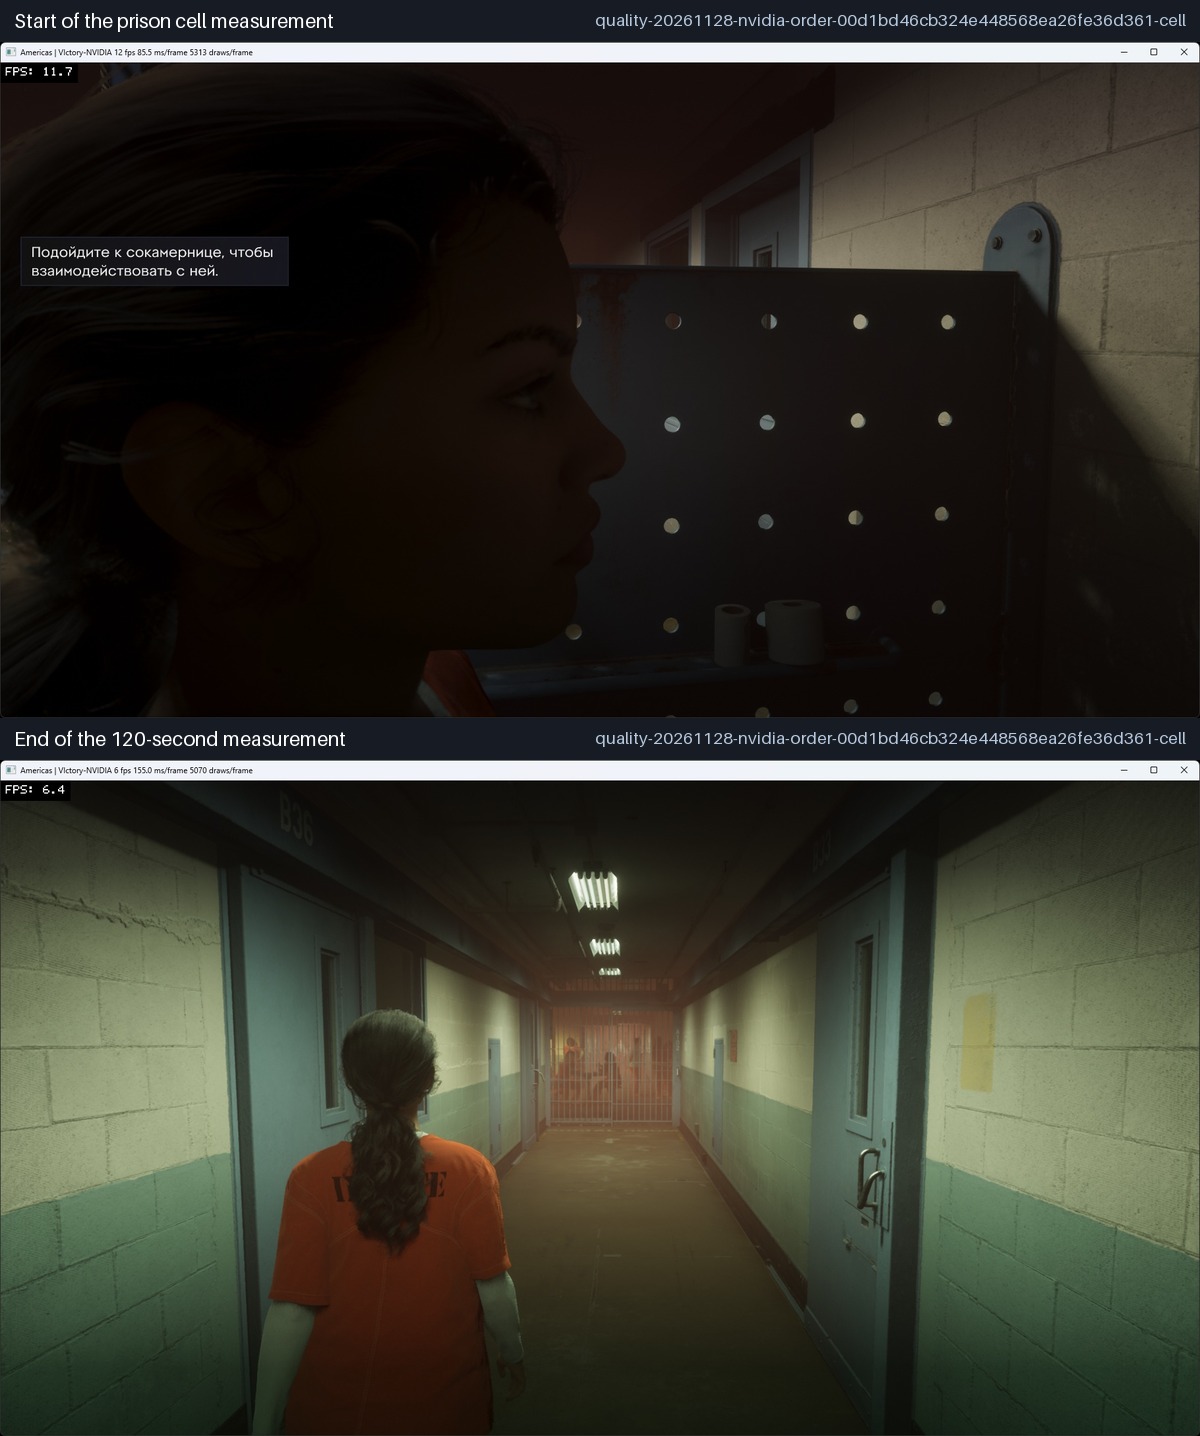 Start of the prison cell measurement
quality-20261128-nvidia-order-00d1bd46cb324e448568ea26fe36d361-cell
Americas | VIctory-NVIDIA 12 fps 85.5 ms/frame 5313 draws/frame
FPS: 11.7
Подойдите к сокамернице, чтобы
взаимодействовать с ней.
End of the 120-second measurement
quality-20261128-nvidia-order-00d1bd46cb324e448568ea26fe36d361-cell
Americas | VIctory-NVIDIA 6 fps 155.0 ms/frame 5070 draws/frame
FPS: 6.4
B36